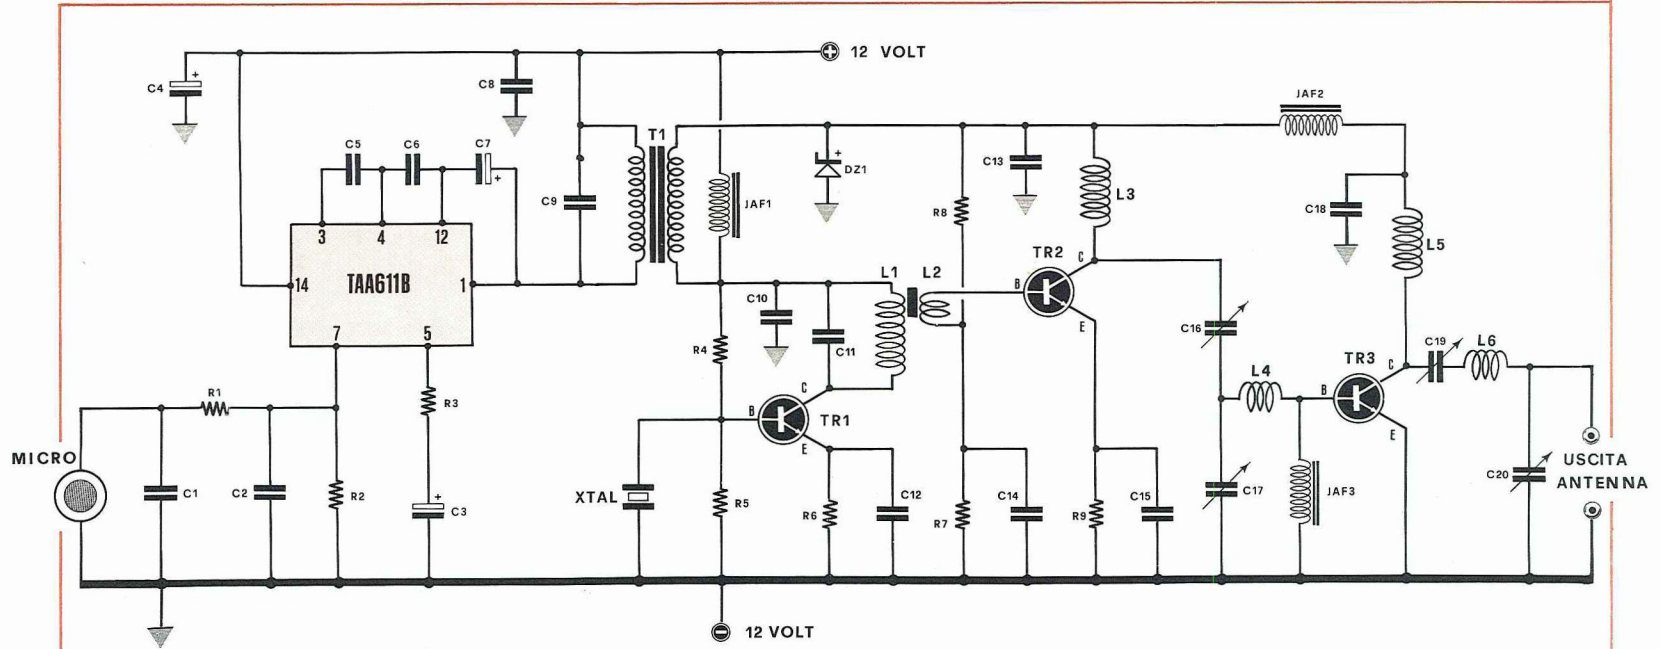 12 VOLT
C4
+
C8
JAF2
C5
C6
C7
+
T1
C9
JAF1
+
DZ1
C13
L3
R8
C18
L5
3
4
12
TAA611B
14
1
7
5
L1
L2
TR2
C
B
E
C10
C11
R4
C16
C19
L6
TR3
C
L4
B
E
R1
R3
C
B
TR1
E
MICRO
C1
C2
R2
+
C3
XTAL
R5
R6
C12
R7
C14
R9
C15
C17
JAF3
C20
USCITA
ANTENNA
12 VOLT